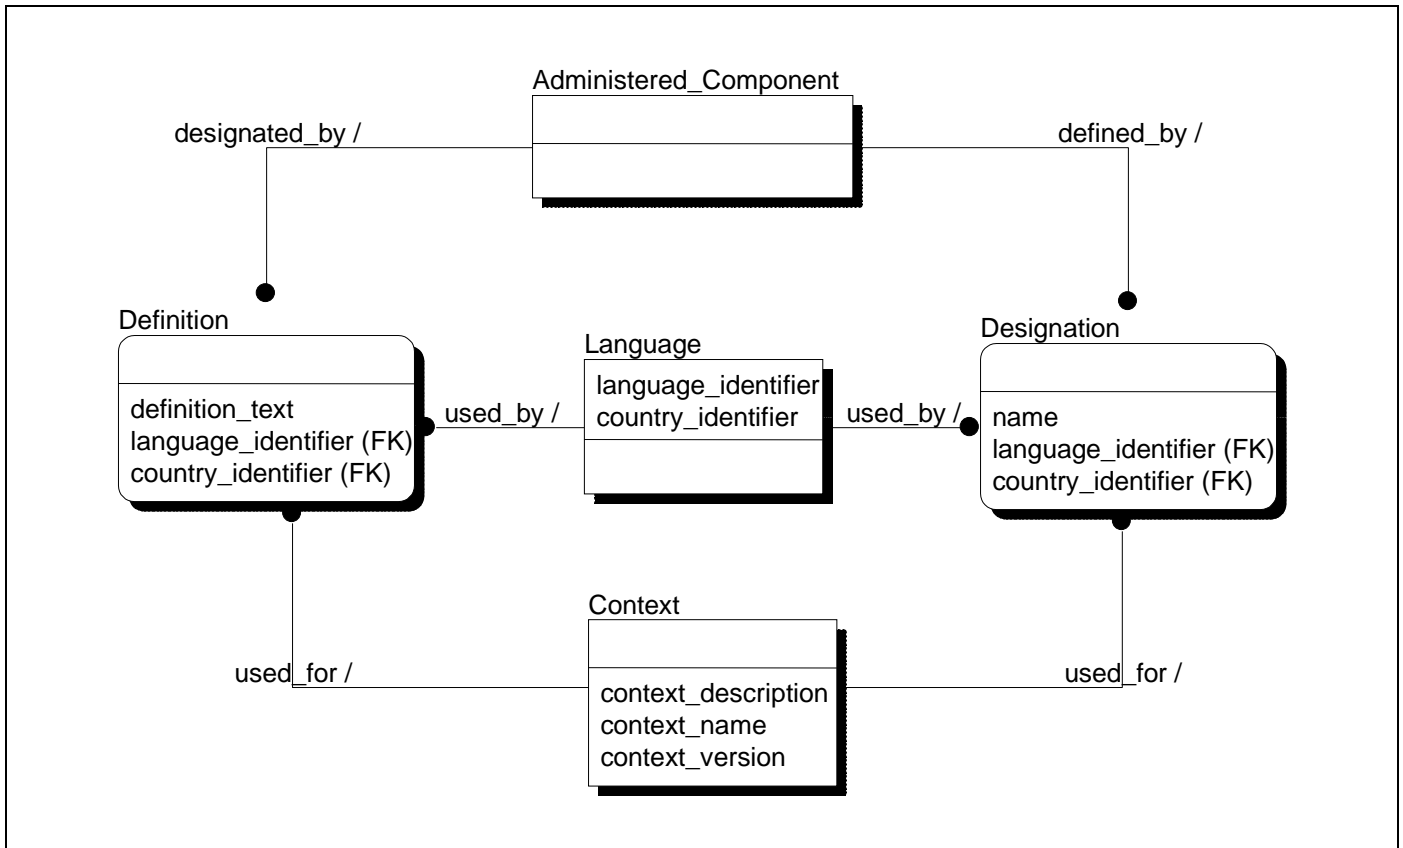 Administered_Component
designated_by /
defined_by /
Definition
definition_text
language_identifier (FK)
country_identifier (FK)
used_by /
Language
language_identifier
country_identifier
used_by /
Designation
name
language_identifier (FK)
country_identifier (FK)
used_for /
Context
context_description
context_name
context_version
used_for /